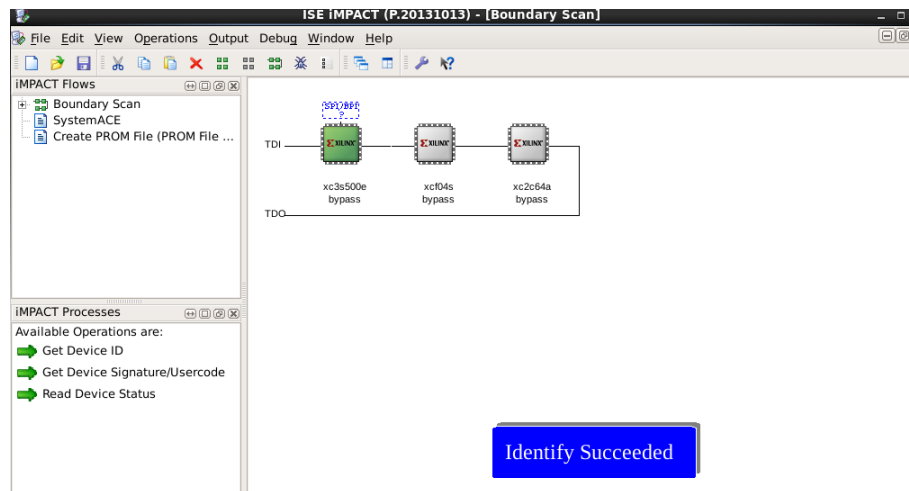 ISE iMPACT (P.20131013) - [Boundary Scan]
File Edit View Operations Output Debug Window Help
iMPACT Flows
Boundary Scan
SystemACE
Create PROM File (PROM File ...
SPI/BPI
?
TDI
XILINX XILINX XILINX
xc3s500e xcf04s xc2c64a
bypass bypass bypass
TDO
iMPACT Processes
Available Operations are:
Get Device ID
Get Device Signature/Usercode
Read Device Status
Identify Succeeded